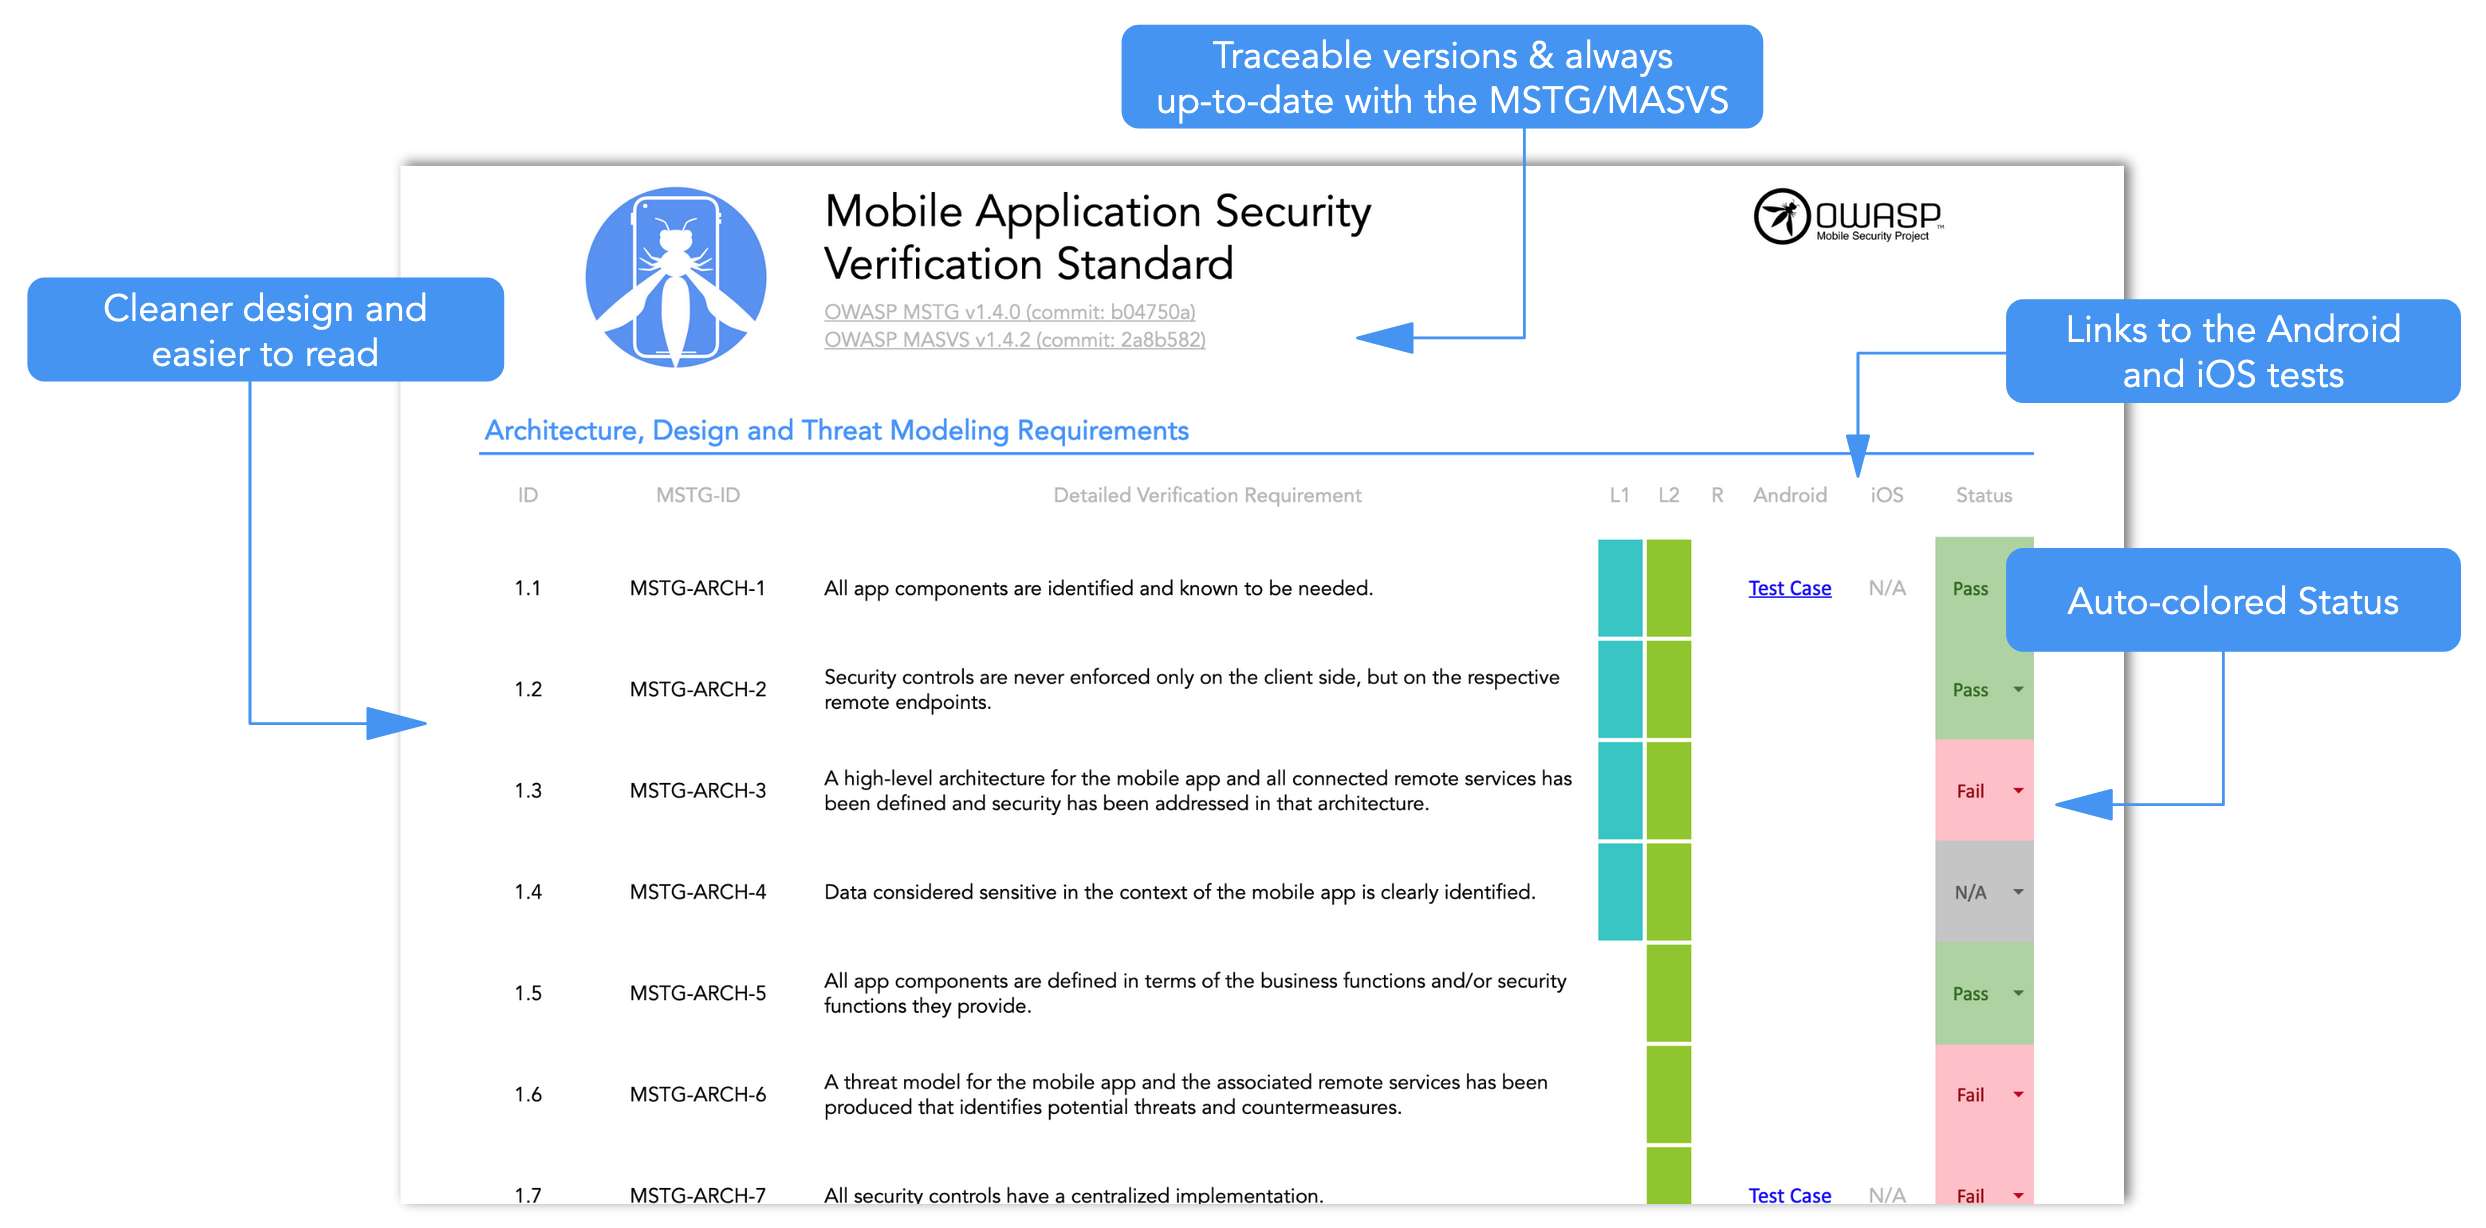 Traceable versions & always
up-to-date with the MSTG/MASVS
Mobile Application Security
Verification Standard
OWASP MSTG v1.4.0 (commit: b04750a)
OWASP MASVS v1.4.2 (commit: 2a8b582)
OWASP™
Mobile Security Project
Cleaner design and
easier to read
Links to the Android
and iOS tests
Architecture, Design and Threat Modeling Requirements
ID MSTG-ID Detailed Verification Requirement L1 L2 R Android iOS Status
1.1 MSTG-ARCH-1 All app components are identified and known to be needed. Test Case N/A Pass
Auto-colored Status
1.2 MSTG-ARCH-2 Security controls are never enforced only on the client side, but on the respective
remote endpoints. Pass
1.3 MSTG-ARCH-3 A high-level architecture for the mobile app and all connected remote services has
been defined and security has been addressed in that architecture. Fail
1.4 MSTG-ARCH-4 Data considered sensitive in the context of the mobile app is clearly identified. N/A
1.5 MSTG-ARCH-5 All app components are defined in terms of the business functions and/or security
functions they provide. Pass
1.6 MSTG-ARCH-6 A threat model for the mobile app and the associated remote services has been
produced that identifies potential threats and countermeasures. Fail
1.7 MSTG-ARCH-7 All security controls have a centralized implementation. Test Case N/A Fail